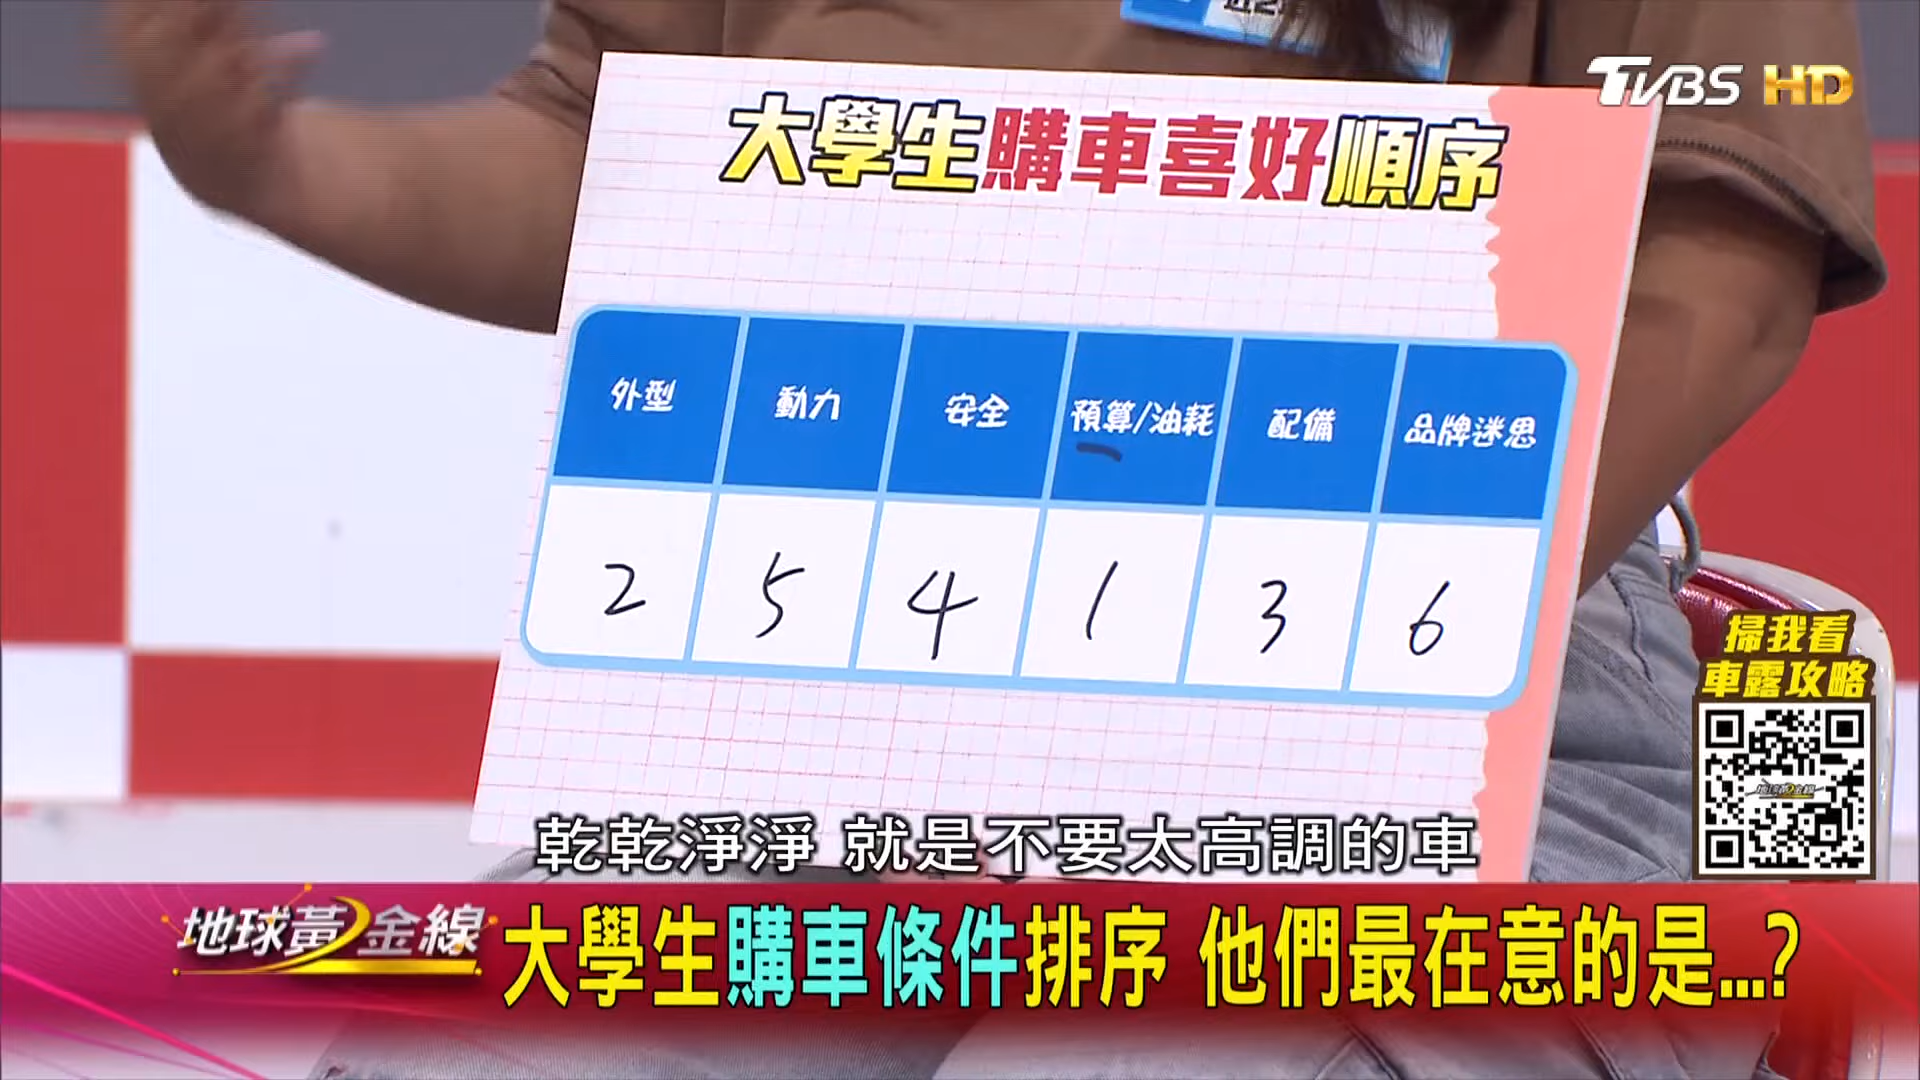 TVBS HD
大學生購車喜好順序
外型 動力 安全 預算/油耗 配備 品牌迷思
2 5 4 1 3 6
掃我看
車露攻略
乾乾淨淨 就是不要太高調的車
地球黃金線
大學生購車條件排序 他們最在意的是...?